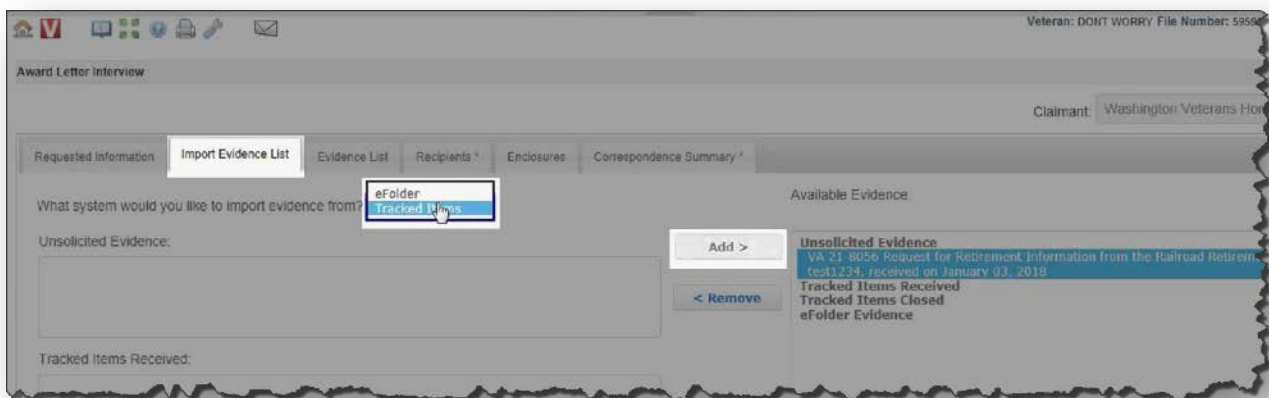 Veteran: DONT WORRY File Number:
Award Letter Interview
Claimant: Washington Veterans
Requested Information Import Evidence List Evidence List Recipients * Enclosures Correspondence Summary *
What system would you like to import evidence from?
eFolder
Tracked Items
Available Evidence
Unsolicited Evidence:
Add >
< Remove
Unsolicited Evidence
VA 21-8056 Request for Retirement Information from the Railroad
test1234, received on January 03, 2018
Tracked Items Received
Tracked Items Closed
eFolder Evidence
Tracked Items Received: